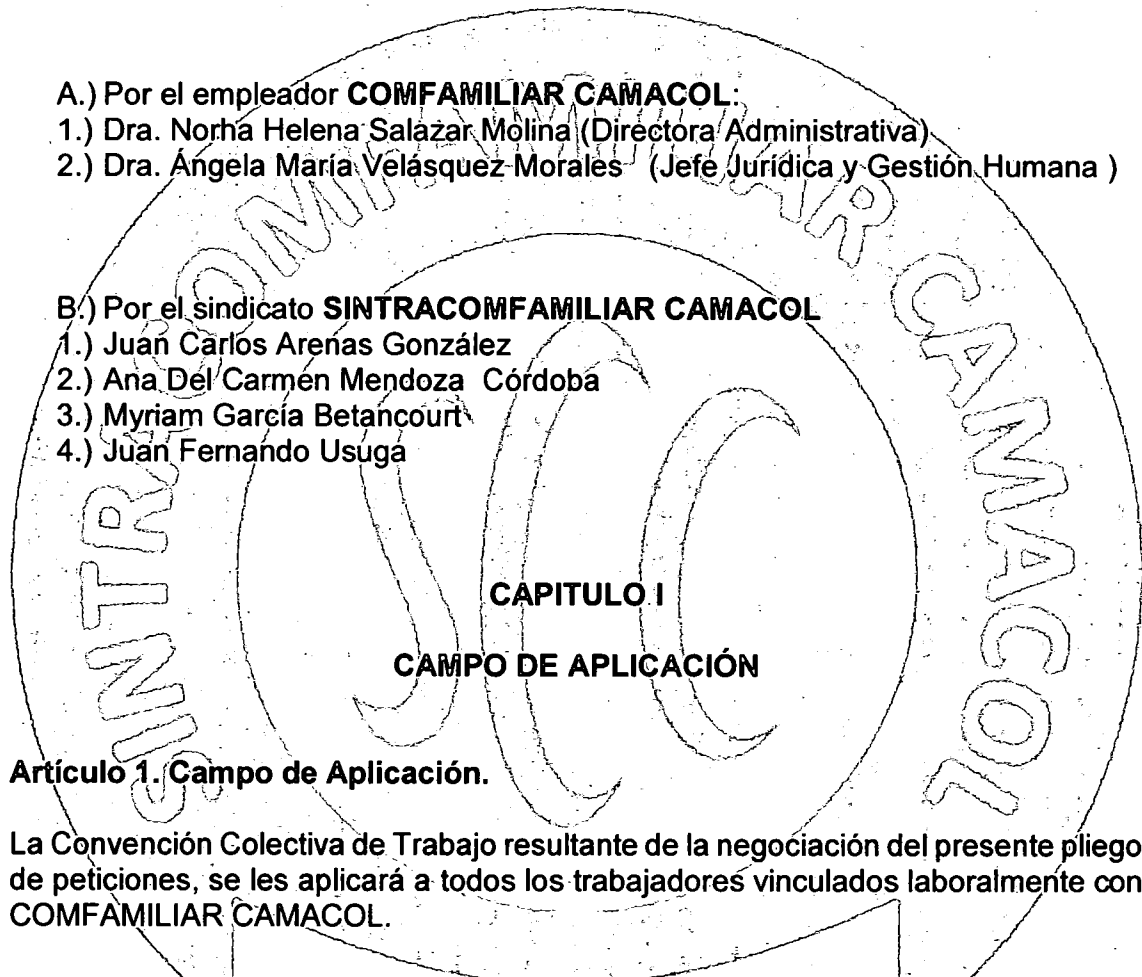 A.) Por el empleador COMFAMILIAR CAMACOL:
1.) Dra. Norha Helena Salazar Molina (Directora Administrativa)
2.) Dra. Ángela María Velásquez Morales (Jefe Jurídica y Gestión Humana )
B.) Por el sindicato SINTRACOMFAMILIAR CAMACOL
1.) Juan Carlos Arenas González
2.) Ana Del Carmen Mendoza Córdoba
3.) Myriam García Betancourt
4.) Juan Fernando Usuga
CAPITULO I
CAMPO DE APLICACIÓN
Artículo 1. Campo de Aplicación.
La Convención Colectiva de Trabajo resultante de la negociación del presente pliego
de peticiones, se les aplicará a todos los trabajadores vinculados laboralmente con
COMFAMILIAR CAMACOL.
SINTRACOMFAMILIAR CAMACOL
SCC